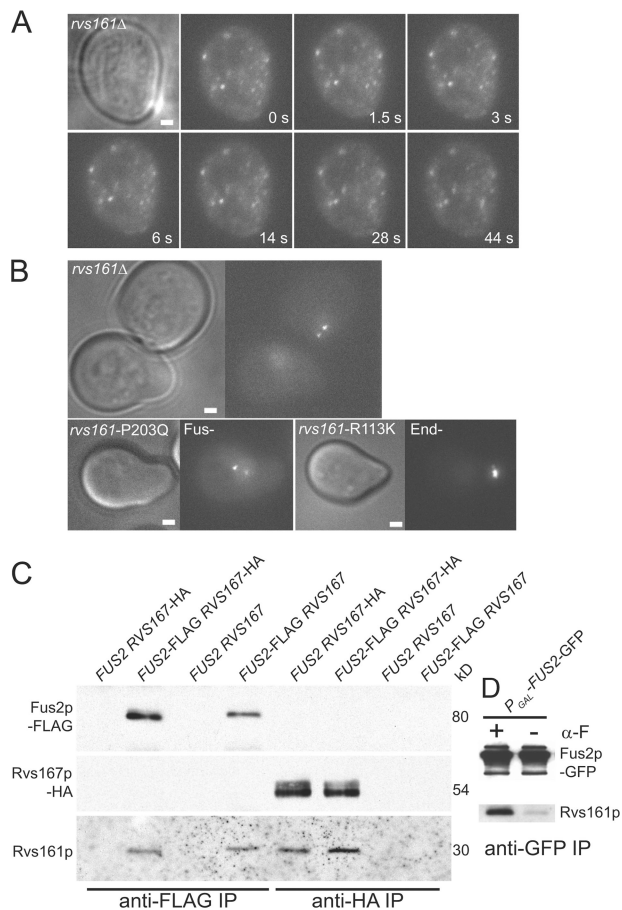 A
rvs161Δ
0 s
1.5 s
3 s
6 s
14 s
28 s
44 s
B
rvs161Δ
rvs161-P203Q
Fus-
rvs161-R113K
End-
C
FUS2 RVS167-HA
FUS2-FLAG RVS167-HA
FUS2 RVS167
FUS2-FLAG RVS167
FUS2 RVS167-HA
FUS2-FLAG RVS167-HA
FUS2 RVS167
FUS2-FLAG RVS167
kD
Fus2p
-FLAG
80
Rvs167p
-HA
54
Rvs161p
30
anti-FLAG IP
anti-HA IP
D
PGAL-FUS2-GFP
+ - α-F
Fus2p
-GFP
Rvs161p
anti-GFP IP